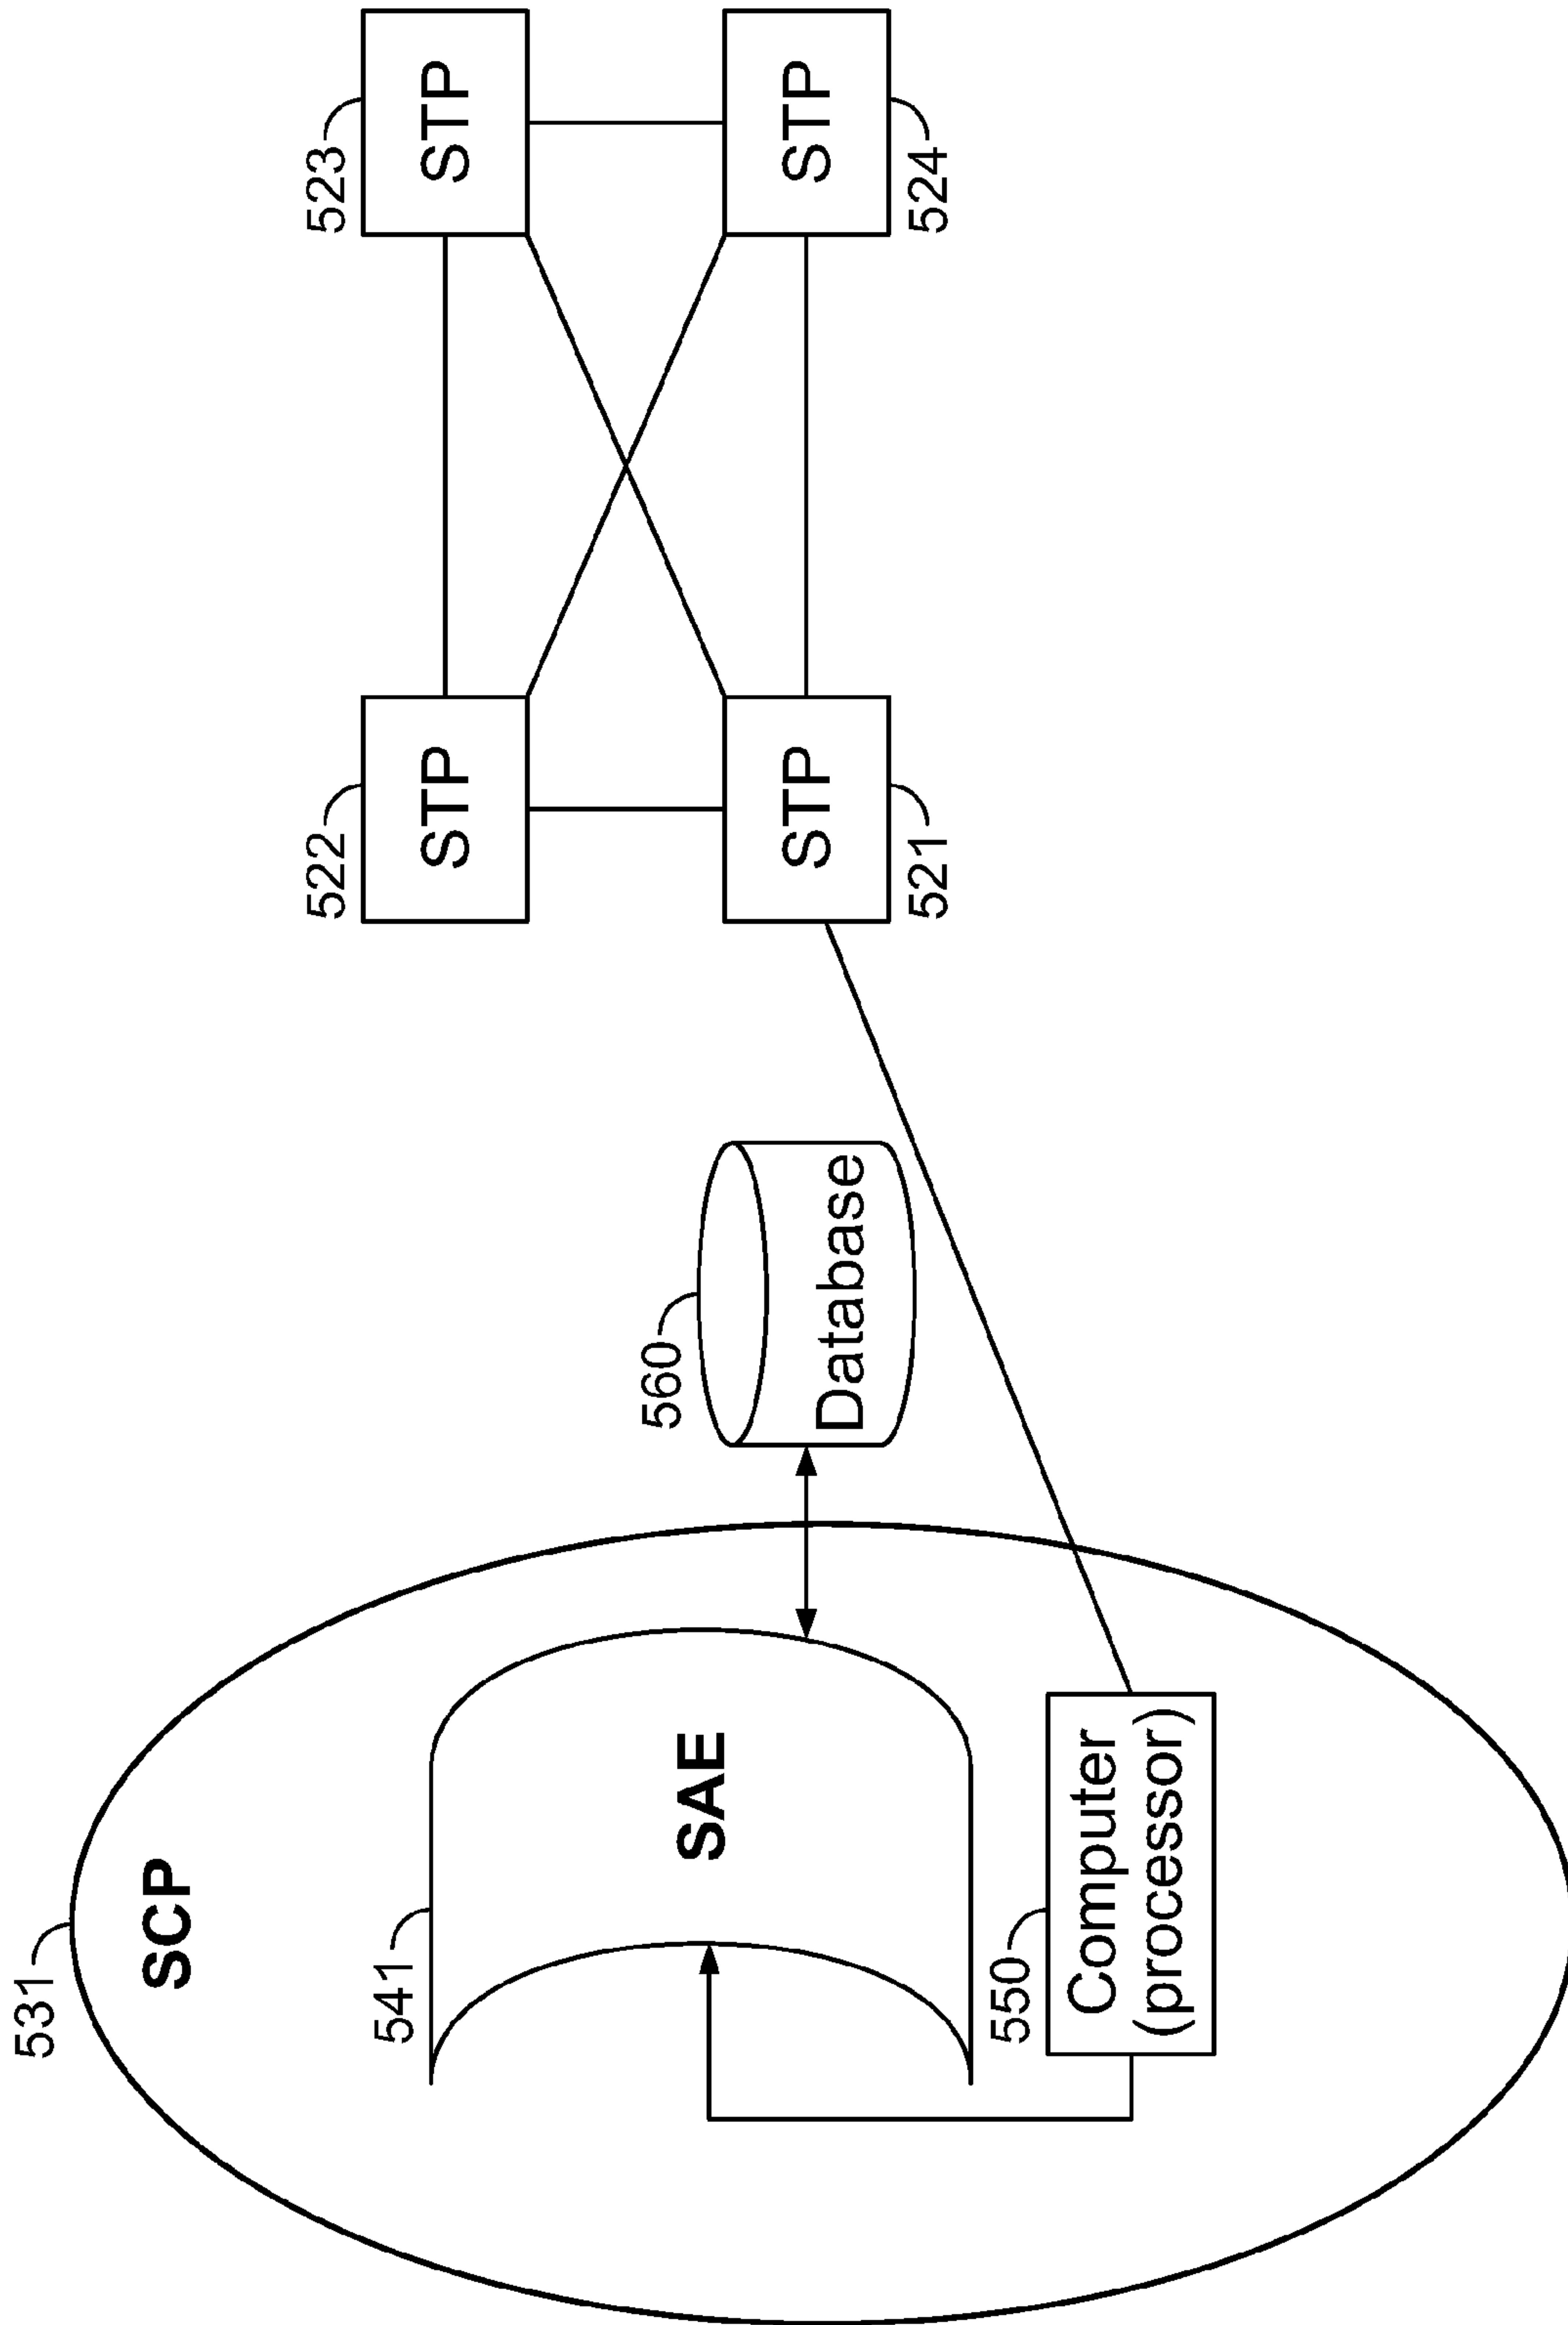 531
SCP
541
SAE
550
Computer
(processor)
560
Database
522
STP
521
STP
523
STP
524
STP